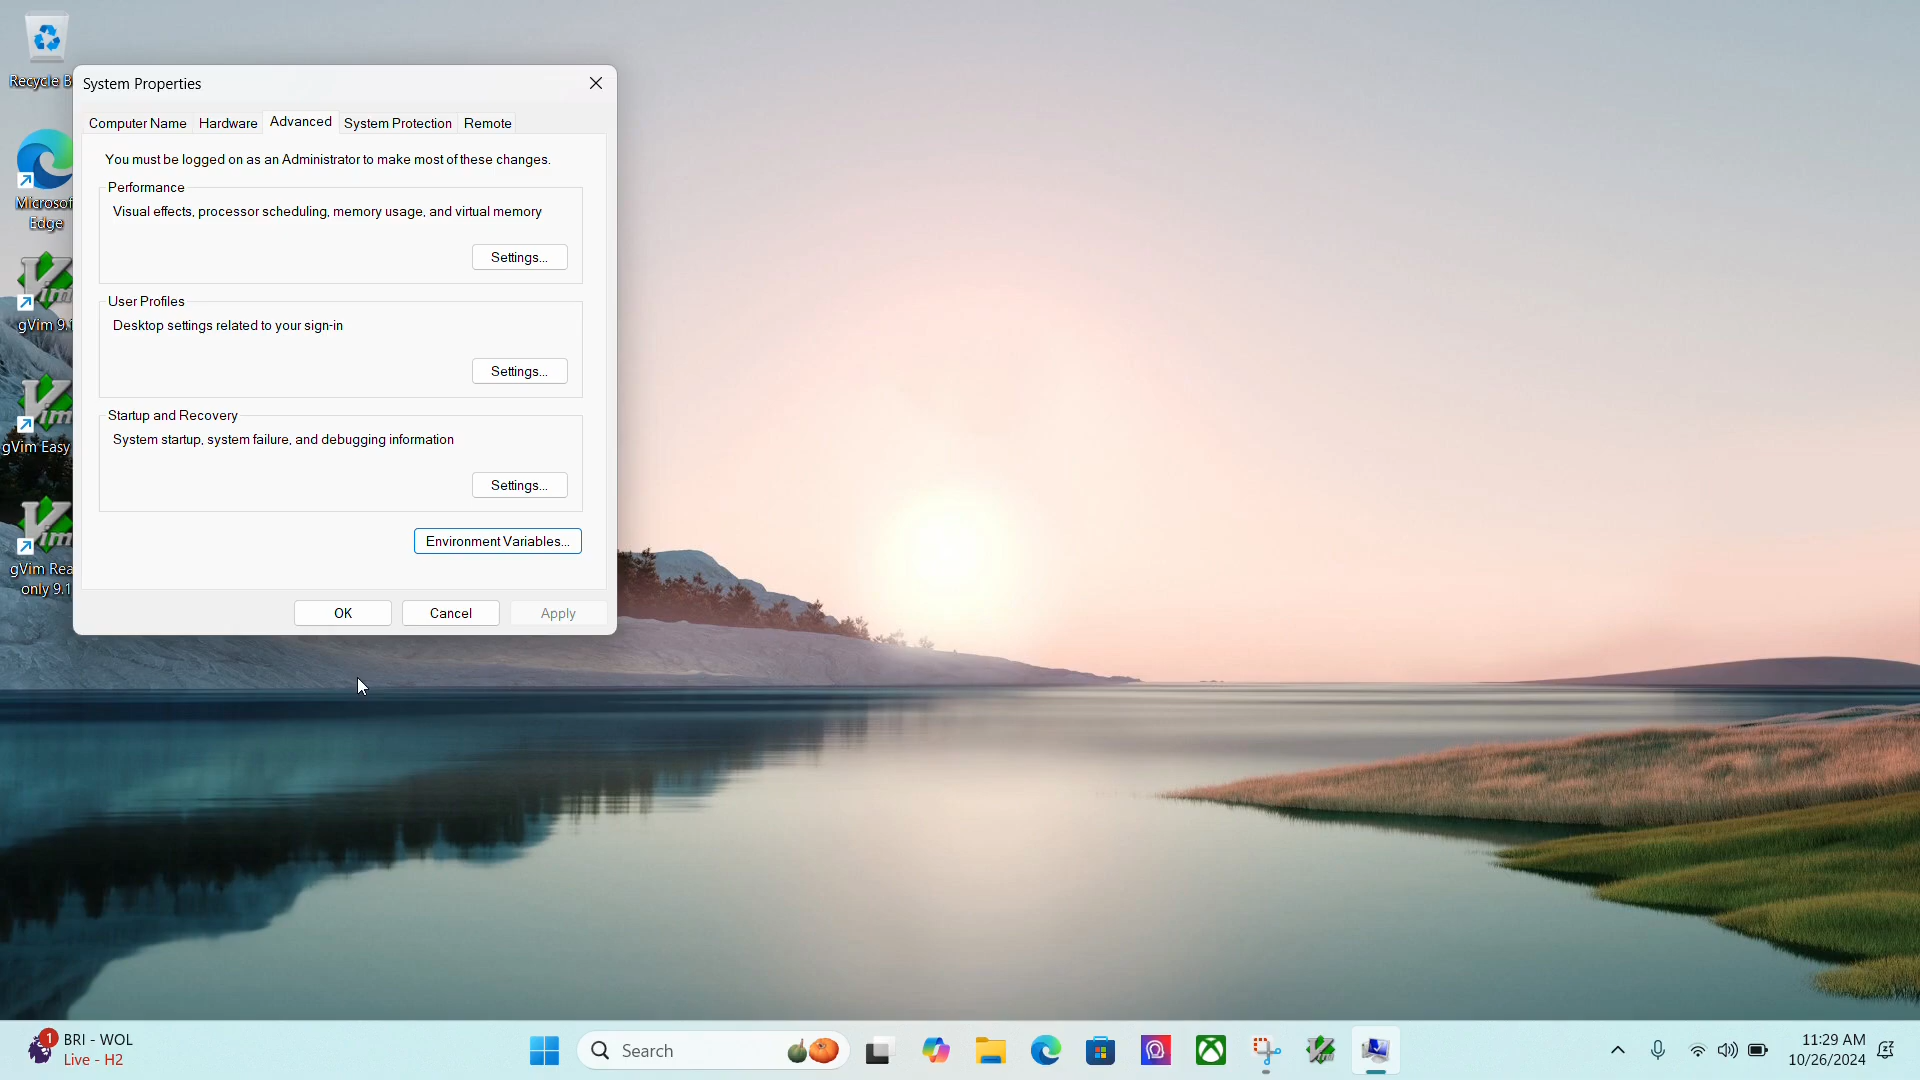 Recycle B
System Properties
Computer Name
Hardware
Advanced
System Protection
Remote
You must be logged on as an Administrator to make most of these changes.
Performance
Visual effects, processor scheduling, memory usage, and virtual memory
Settings...
User Profiles
Desktop settings related to your sign-in
Settings...
Startup and Recovery
System startup, system failure, and debugging information
Settings...
Environment Variables...
OK
Cancel
Apply
Microsof
Edge
gVim 9.1
gVim Easy
gVim Rea
only 9.1
1
BRI - WOL
Live - H2
Search
11:29 AM
10/26/2024